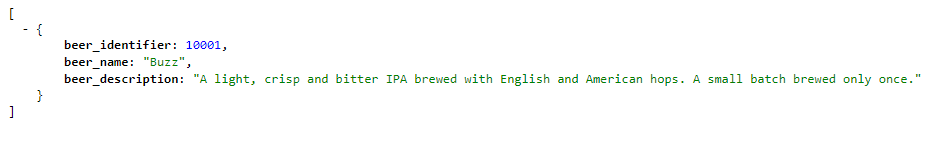 [
- {
beer_identifier: 10001,
beer_name: "Buzz",
beer_description: "A light, crisp and bitter IPA brewed with English and American hops. A small batch brewed only once."
}
]